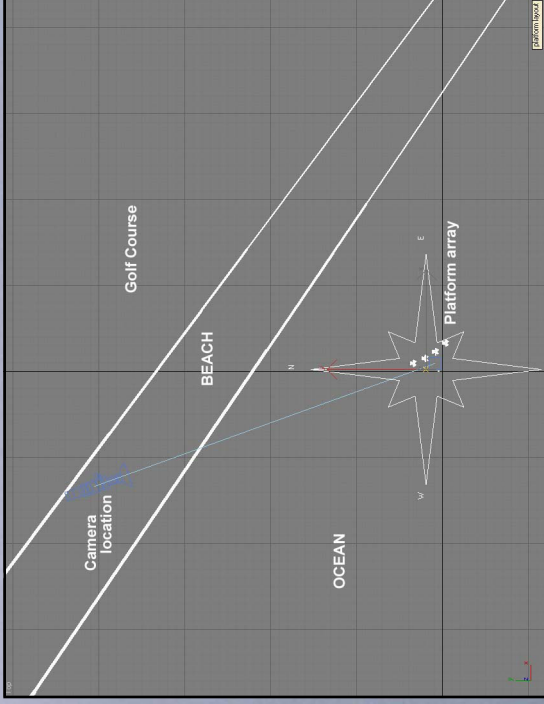 Golf Course
BEACH
Camera
location
N
E
W
Platform array
OCEAN
platform layout